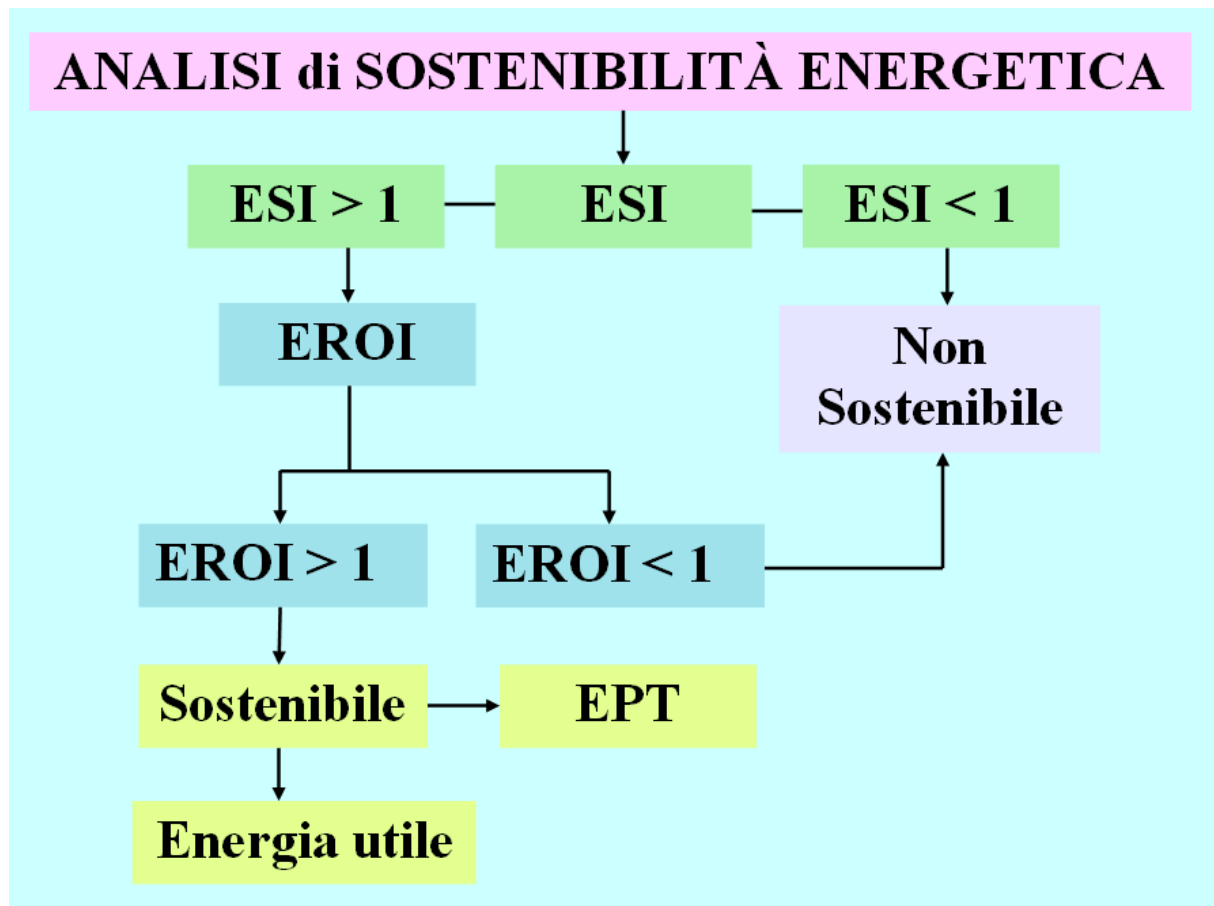 ANALISI di SOSTENIBILITÀ ENERGETICA
ESI > 1
ESI
ESI < 1
EROI
Non
Sostenibile
EROI > 1
EROI < 1
Sostenibile
EPT
Energia utile